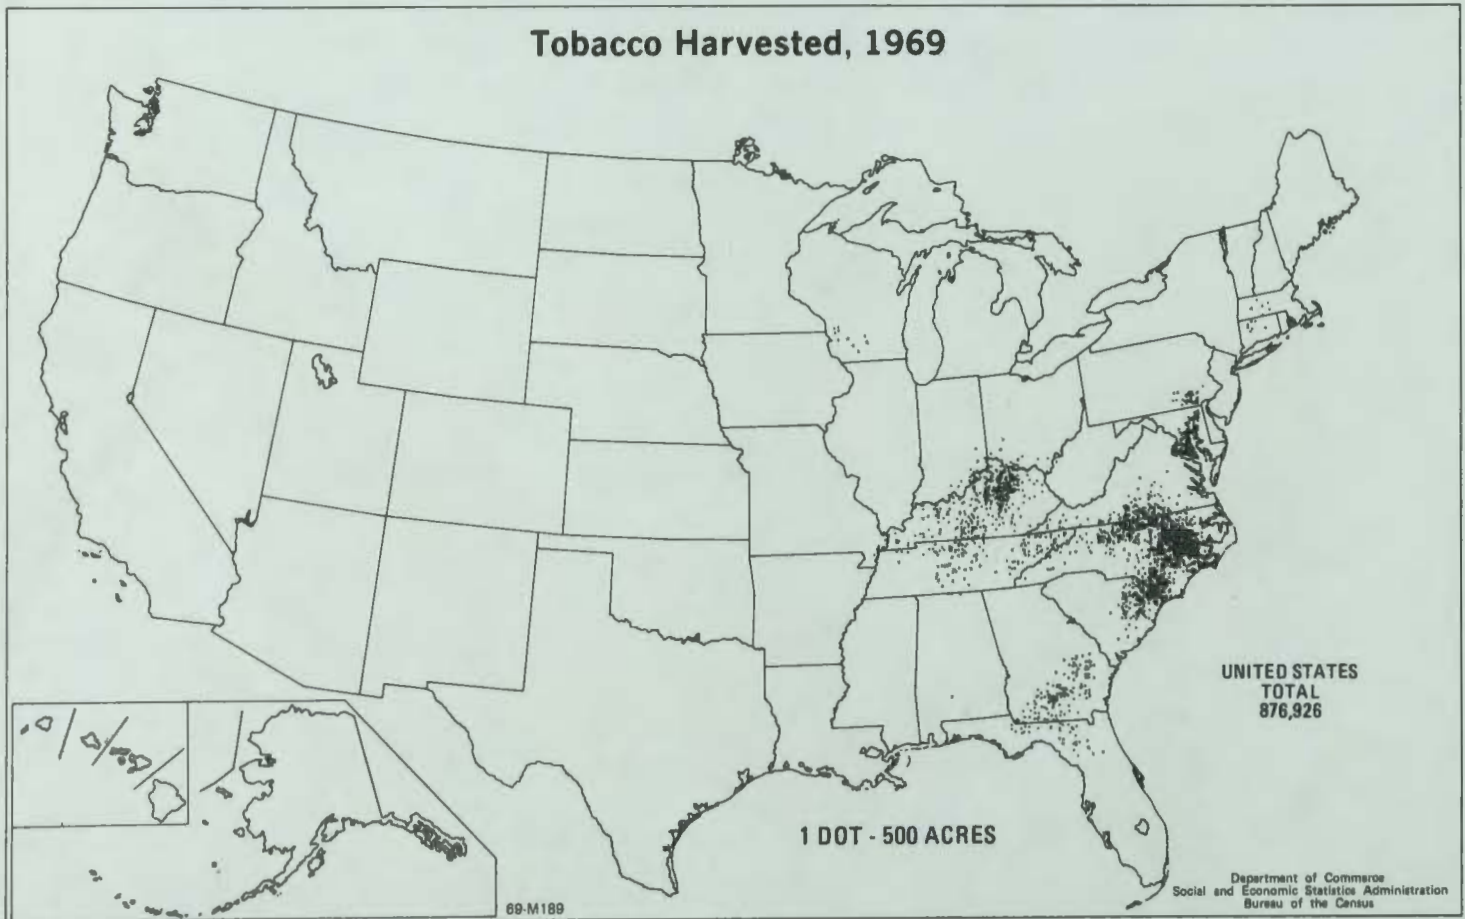 Tobacco Harvested, 1969
UNITED STATES
TOTAL
876,926
1 DOT - 500 ACRES
Department of Commerce
Social and Economic Statistics Administration
Bureau of the Census
69-M189